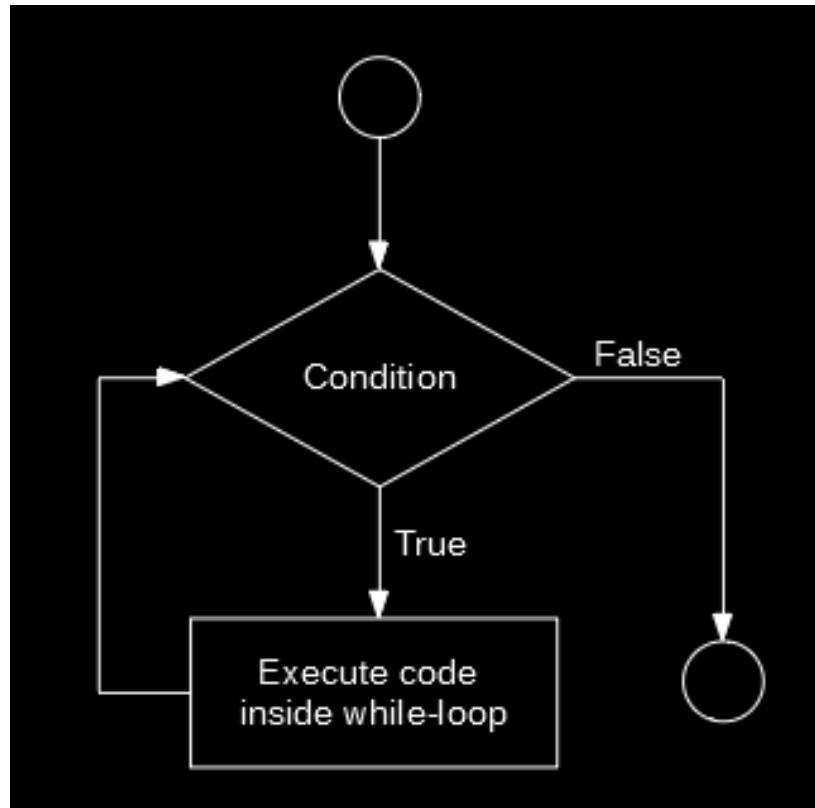 Condition
False
True
Execute code
inside while-loop